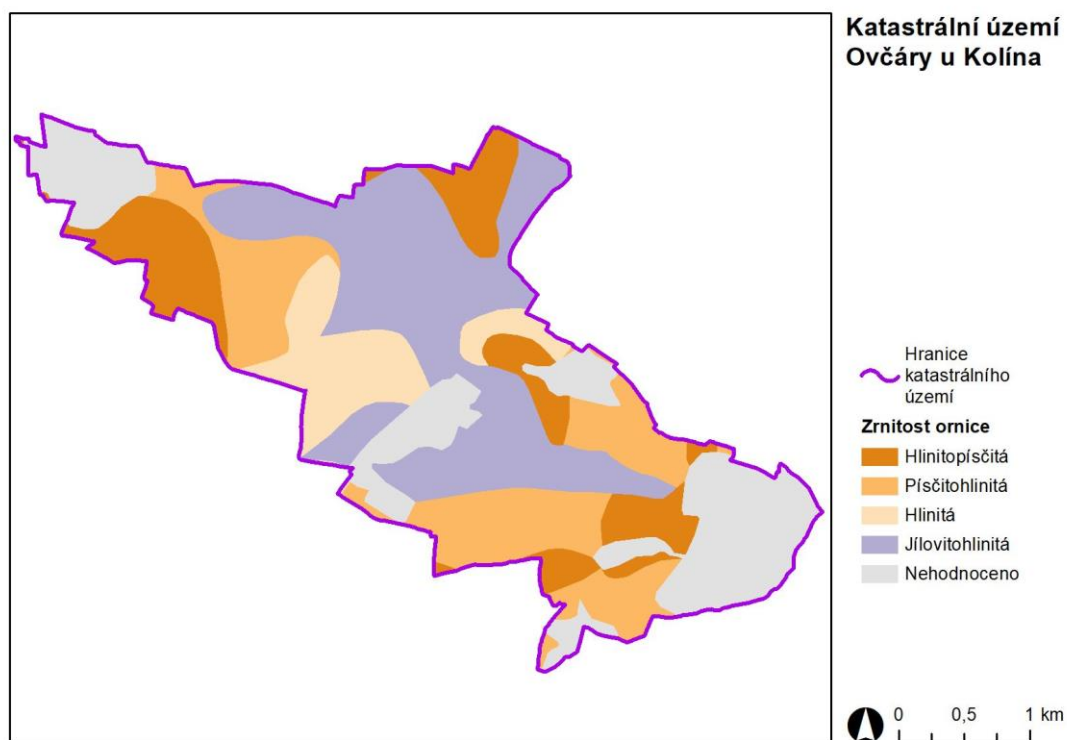 Katastrální území
Ovčáry u Kolína
Hranice
katastrálního
území
Zrnitost ornice
Hlinitopísčitá
Písčitohlinitá
Hlinitá
Jílovitohlinitá
Nehodnoceno
0 0,5 1 km